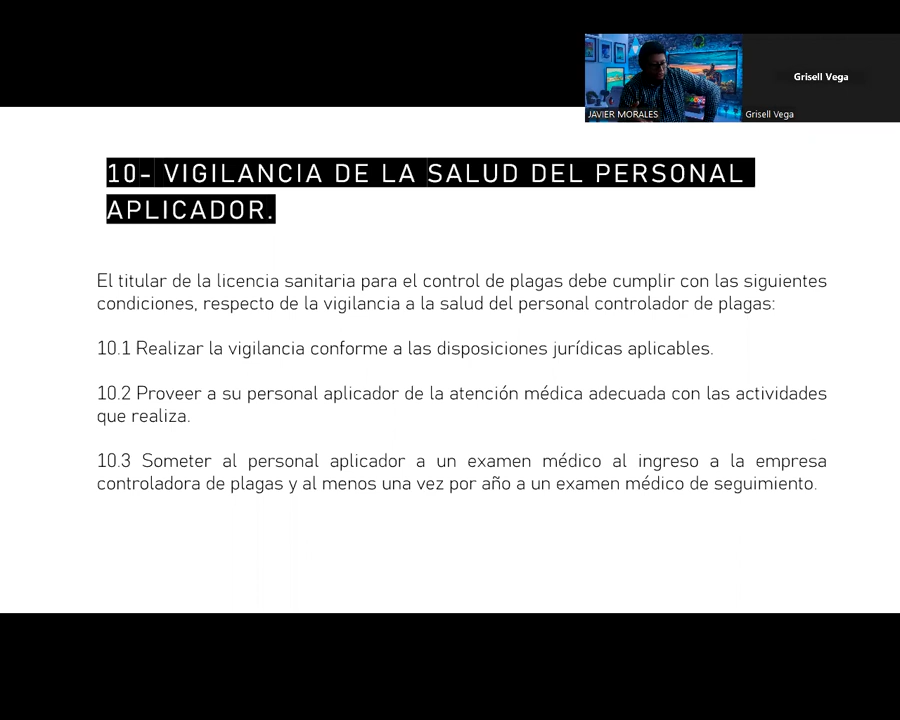 Grisell Vega
JAVIER MORALES
Grisell Vega
10- VIGILANCIA DE LA SALUD DEL PERSONAL
APLICADOR.
El titular de la licencia sanitaria para el control de plagas debe cumplir con las siguientes
condiciones, respecto de la vigilancia a la salud del personal controlador de plagas:
10.1 Realizar la vigilancia conforme a las disposiciones jurídicas aplicables.
10.2 Proveer a su personal aplicador de la atención médica adecuada con las actividades
que realiza.
10.3 Someter al personal aplicador a un examen médico al ingreso a la empresa
controladora de plagas y al menos una vez por año a un examen médico de seguimiento.